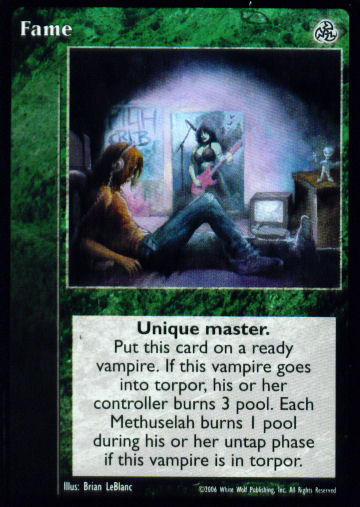 Fame
FILTH
CRIB
Unique master.
Put this card on a ready
vampire. If this vampire goes
into torpor, his or her
controller burns 3 pool. Each
Methuselah burns 1 pool
during his or her untap phase
if this vampire is in torpor.
Illus: Brian LeBlanc
©2006 White Wolf Publishing, Inc. All Rights Reserved